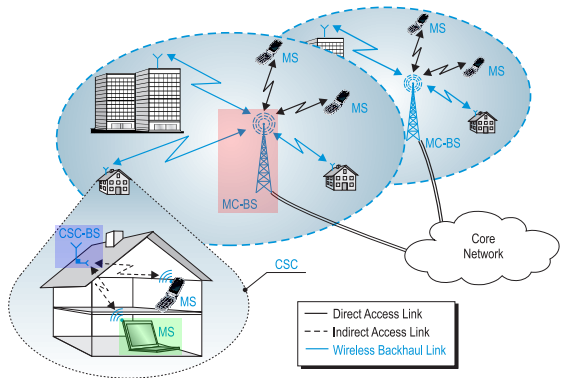 MS
MS
MS
MS
MC-BS
MC-BS
CSC-BS
Core
Network
CSC
MS
MS
Direct Access Link
Indirect Access Link
Wireless Backhaul Link